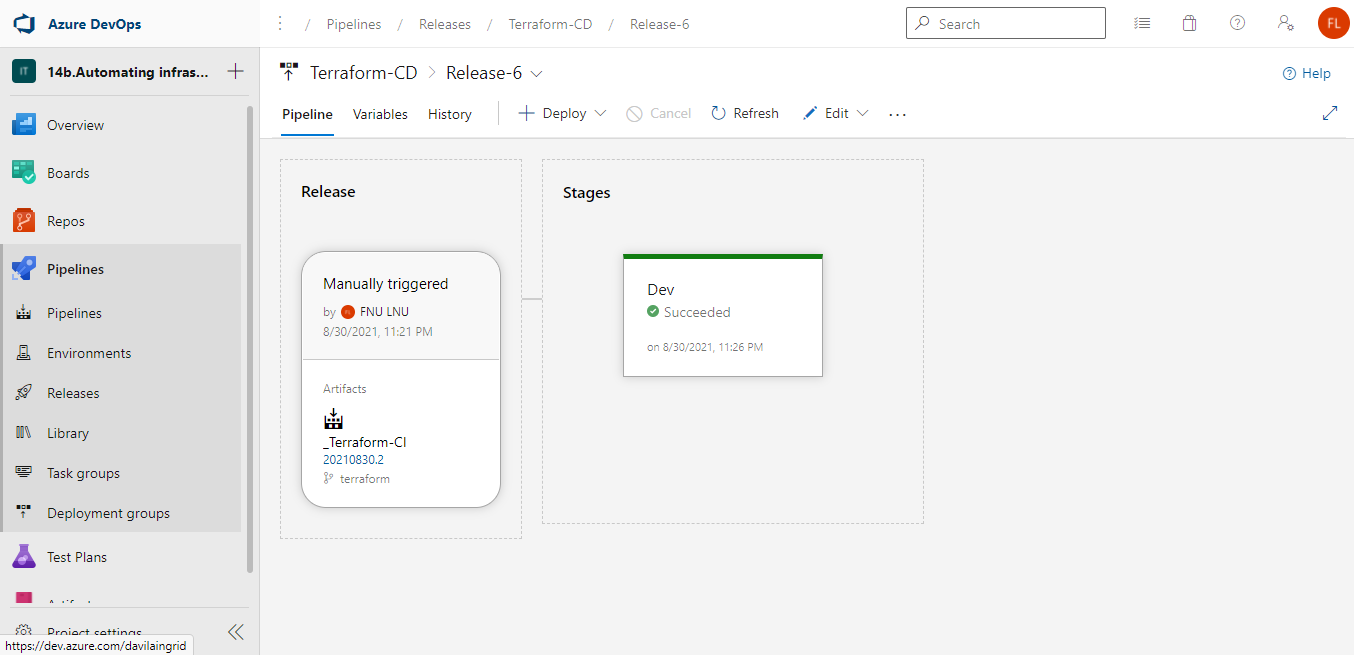 Azure DevOps
/ Pipelines / Releases / Terraform-CD / Release-6
Search
FL
IT
14b.Automating infras...
Terraform-CD
Release-6
Help
Pipeline
Variables
History
Deploy
Cancel
Refresh
Edit
Overview
Boards
Repos
Pipelines
Pipelines
Environments
Releases
Library
Task groups
Deployment groups
Test Plans
Artifacts
Project settings
https://dev.azure.com/davilaingrid
Release
Manually triggered
by FNU LNU
8/30/2021, 11:21 PM
Artifacts
_Terraform-CI
20210830.2
terraform
Stages
Dev
Succeeded
on 8/30/2021, 11:26 PM